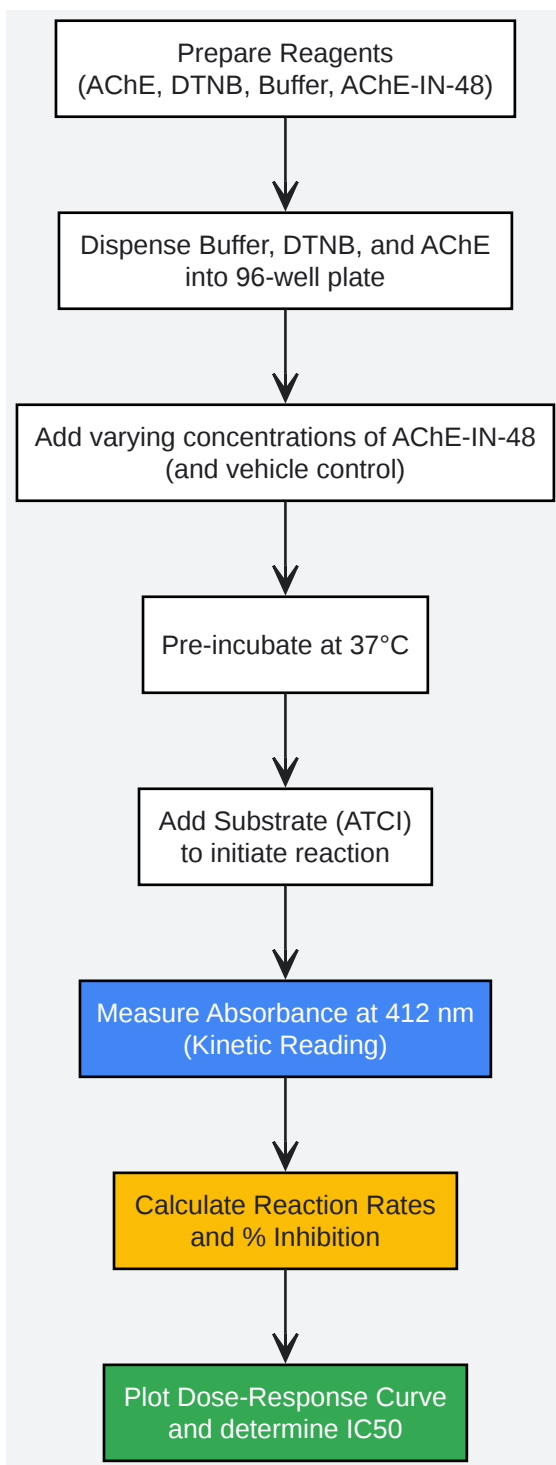 Prepare Reagents
(AChE, DTNB, Buffer, AChE-IN-48)
Dispense Buffer, DTNB, and AChE
into 96-well plate
Add varying concentrations of AChE-IN-48
(and vehicle control)
Pre-incubate at 37°C
Add Substrate (ATCI)
to initiate reaction
Measure Absorbance at 412 nm
(Kinetic Reading)
Calculate Reaction Rates
and % Inhibition
Plot Dose-Response Curve
and determine IC50